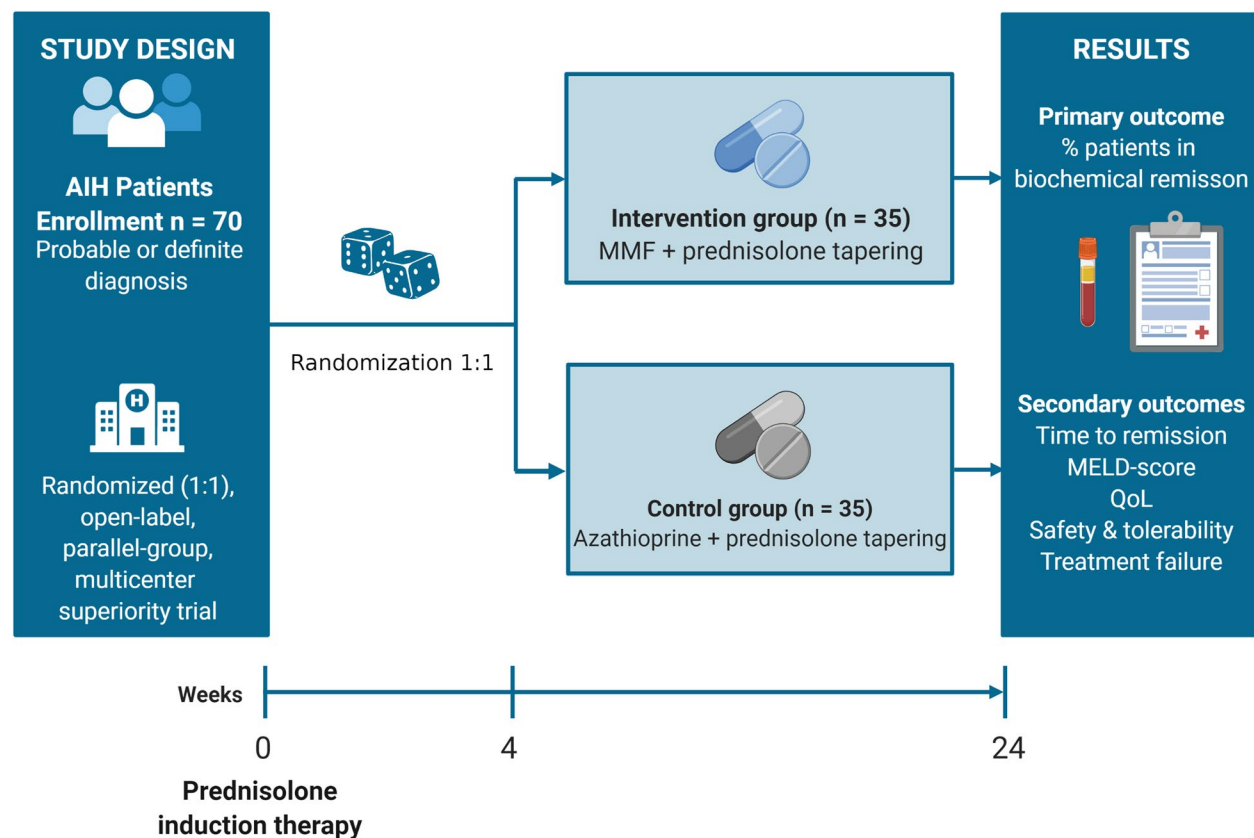 STUDY DESIGN
AIH Patients
Enrollment n = 70
Probable or definite
diagnosis
H
Randomized (1:1),
open-label,
parallel-group,
multicenter
superiority trial
Randomization 1:1
Intervention group (n = 35)
MMF + prednisolone tapering
Control group (n = 35)
Azathioprine + prednisolone tapering
RESULTS
Primary outcome
% patients in
biochemical remisson
Secondary outcomes
Time to remission
MELD-score
QoL
Safety & tolerability
Treatment failure
Weeks
0
4
24
Prednisolone
induction therapy